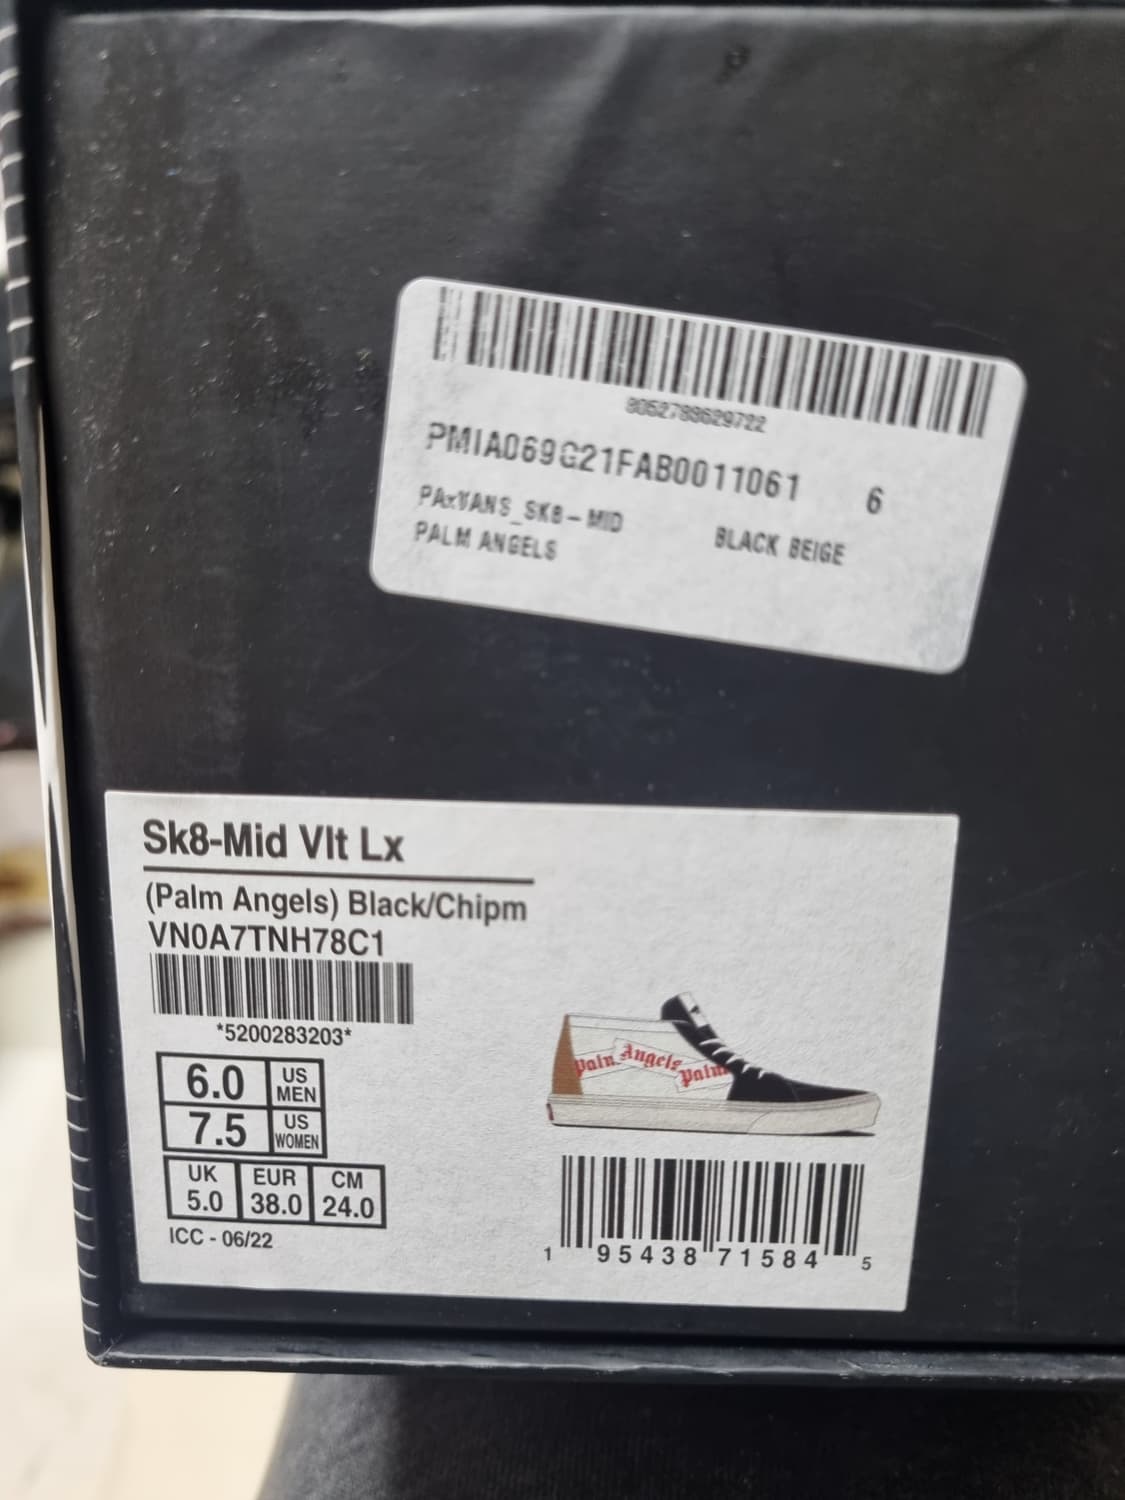 8052788629722
PMIA069G21FAB0011061 6
PAxVANS_SK8-MID BLACK BEIGE
PALM ANGELS
Sk8-Mid Vlt Lx
(Palm Angels) Black/Chipm
VN0A7TNH78C1
*5200283203*
6.0 US MEN
7.5 US WOMEN
UK EUR CM
5.0 38.0 24.0
ICC - 06/22
Palm Angels Palm
1 95438 71584 5